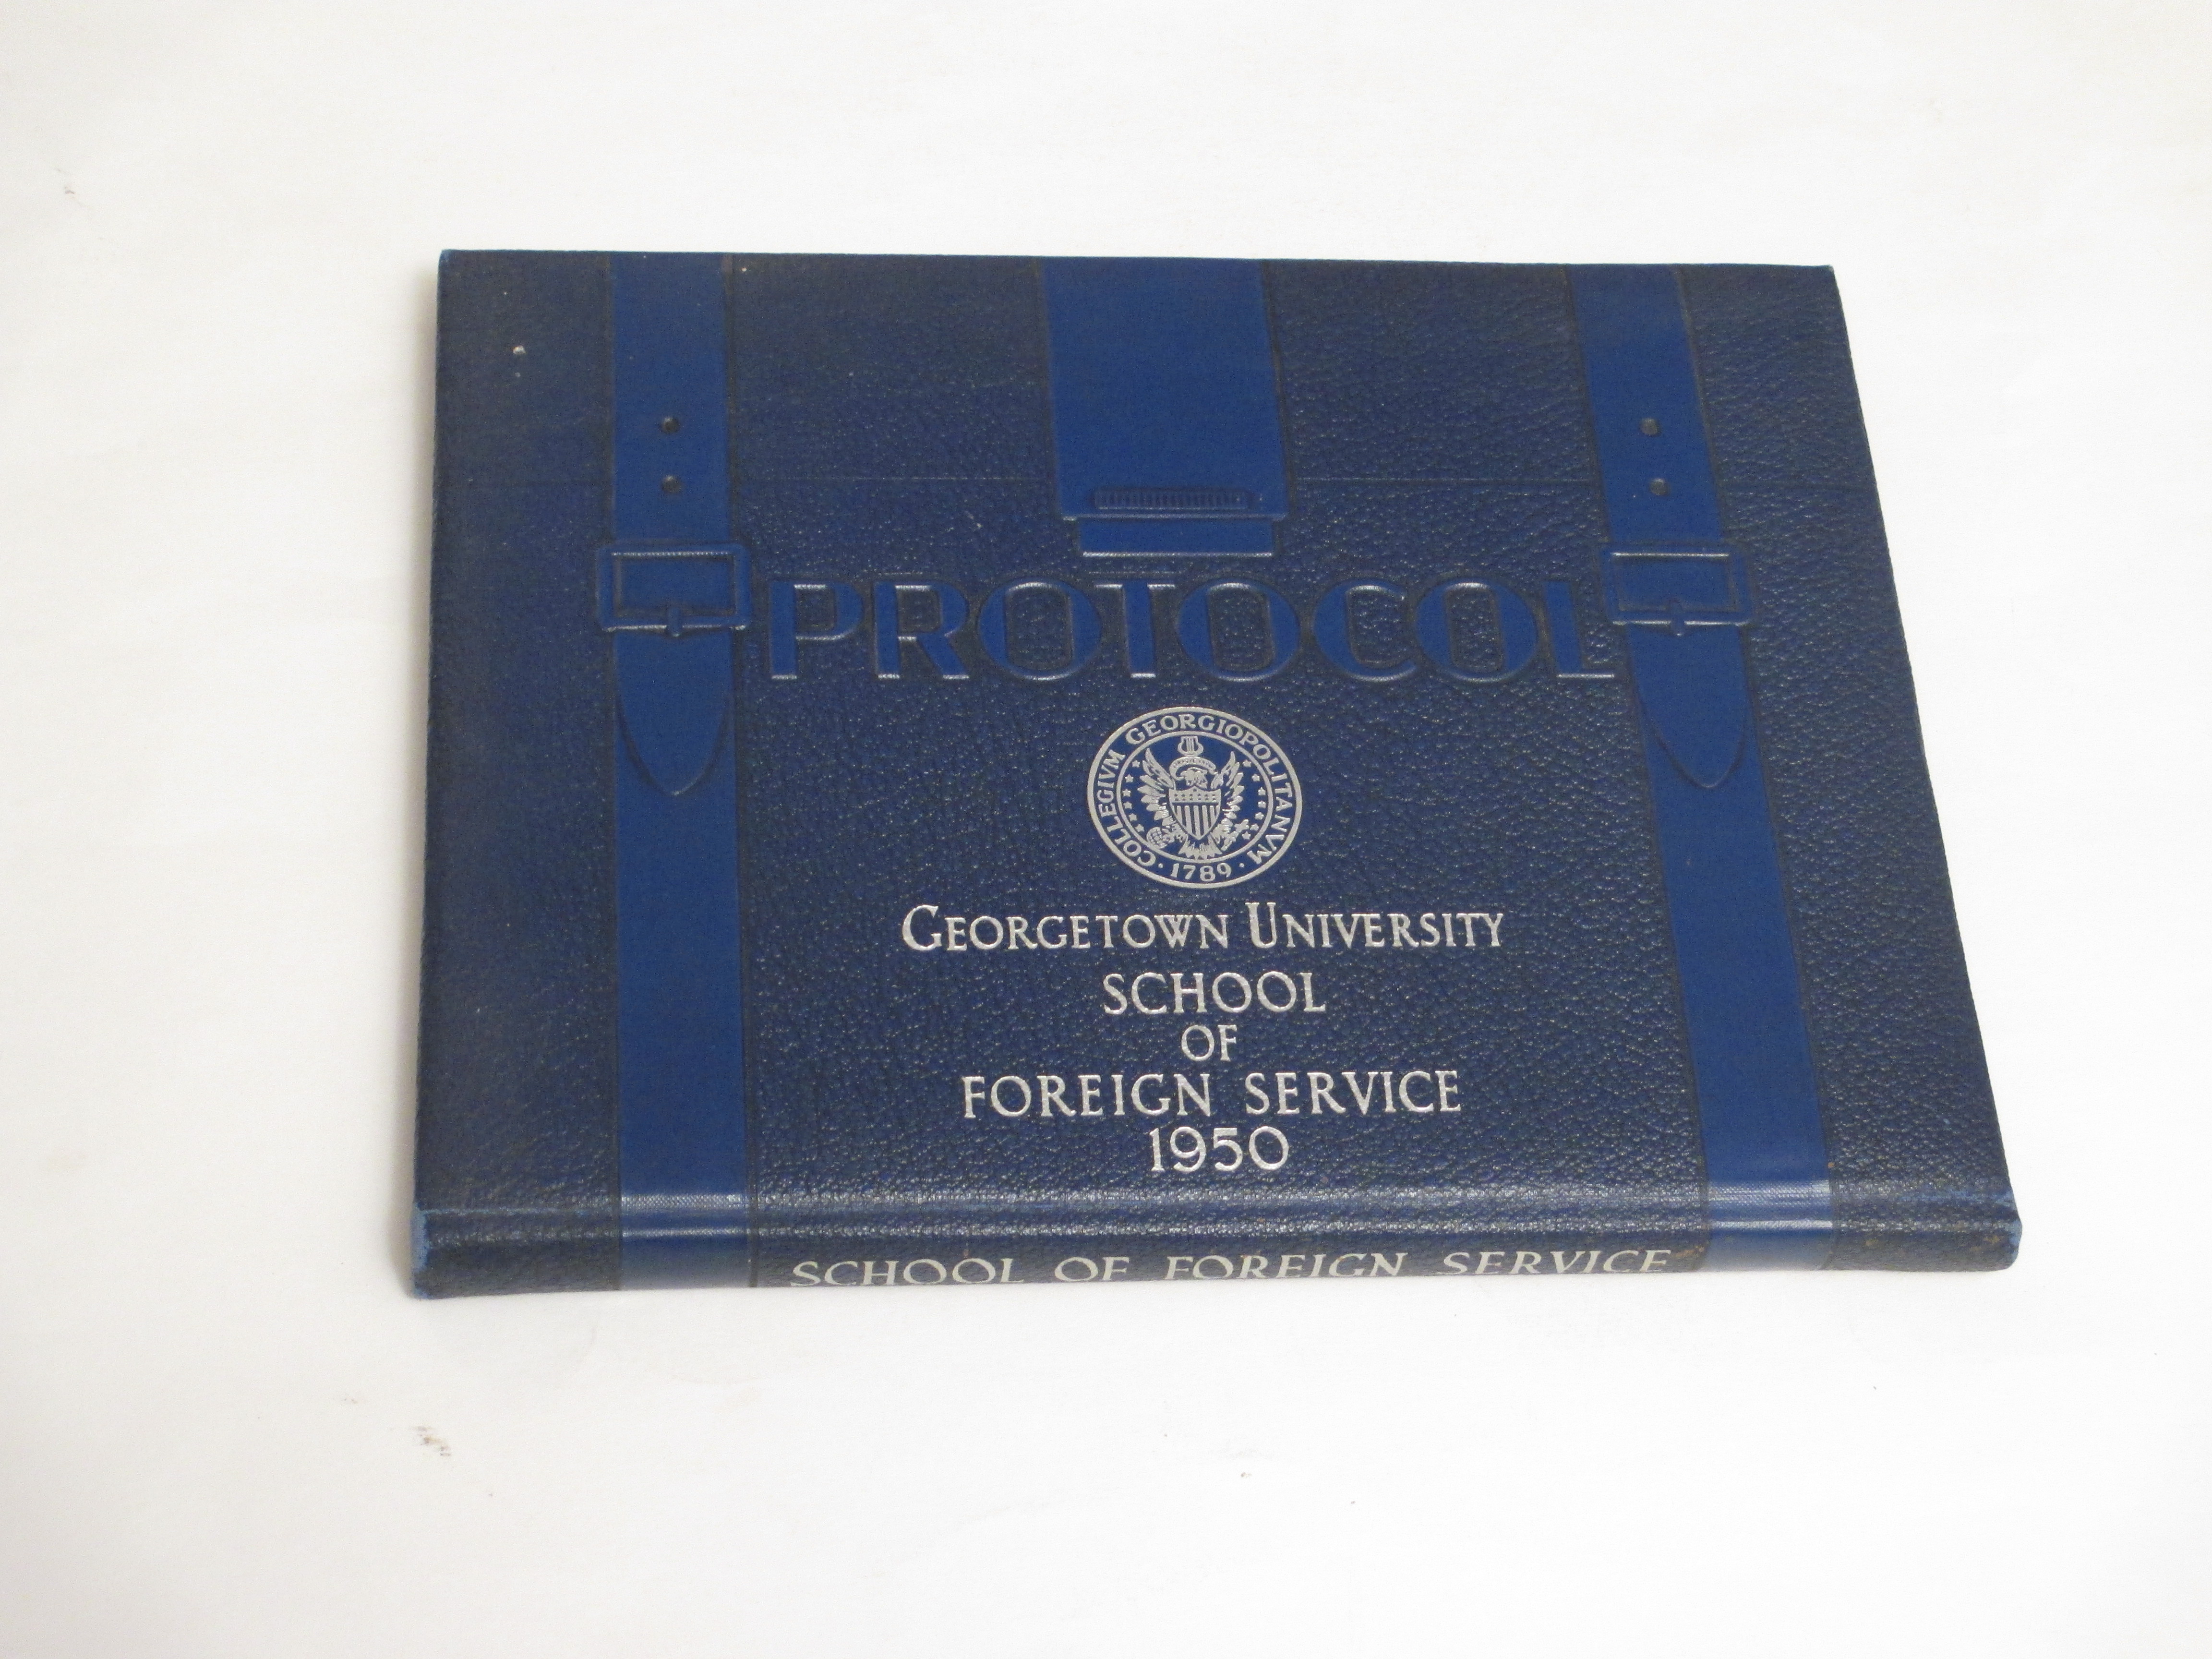 PROTOCOL
COLLEGIVM GEORGIOPOLITANVM
· 1789 ·
GEORGETOWN UNIVERSITY
SCHOOL
OF
FOREIGN SERVICE
1950
SCHOOL OF FOREIGN SERVICE